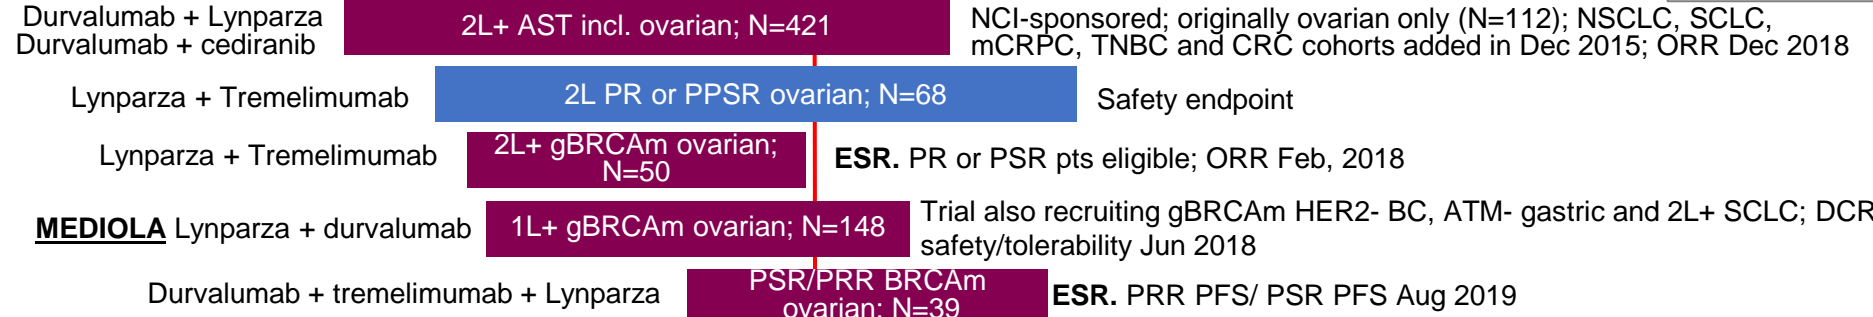 Durvalumab + Lynparza
Durvalumab + cediranib
2L+ AST incl. ovarian; N=421
NCI-sponsored; originally ovarian only (N=112); NSCLC, SCLC,
mCRPC, TNBC and CRC cohorts added in Dec 2015; ORR Dec 2018
Lynparza + Tremelimumab
2L PR or PPSR ovarian; N=68
Safety endpoint
Lynparza + Tremelimumab
2L+ gBRCAm ovarian;
N=50
ESR. PR or PSR pts eligible; ORR Feb, 2018
MEDIOLA Lynparza + durvalumab
1L+ gBRCAm ovarian; N=148
Trial also recruiting gBRCAm HER2- BC, ATM- gastric and 2L+ SCLC; DCR
safety/tolerability Jun 2018
Durvalumab + tremelimumab + Lynparza
PSR/PRR BRCAm
ovarian; N=39
ESR. PRR PFS/ PSR PFS Aug 2019